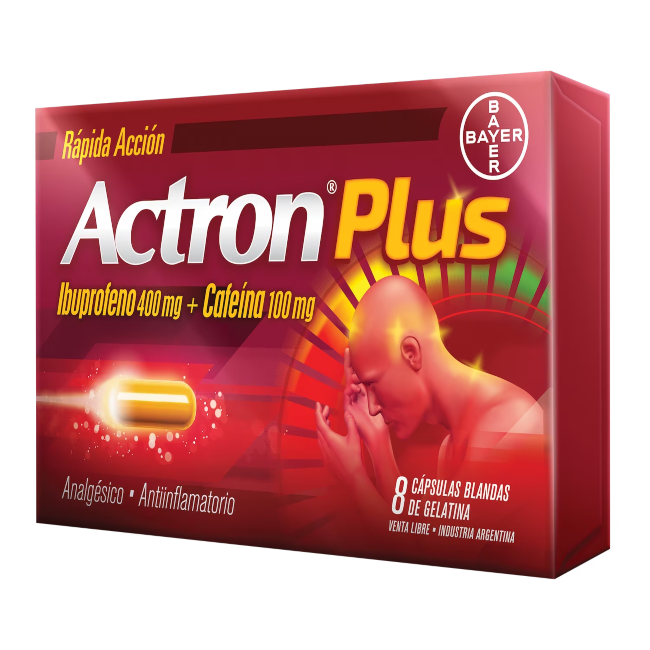 Rápida Acción
BAYER
BAYER
Actron® Plus
Ibuprofeno 400 mg + Cafeína 100 mg
Analgésico ▪ Antiinflamatorio
8 CÁPSULAS BLANDAS
DE GELATINA
VENTA LIBRE • INDUSTRIA ARGENTINA